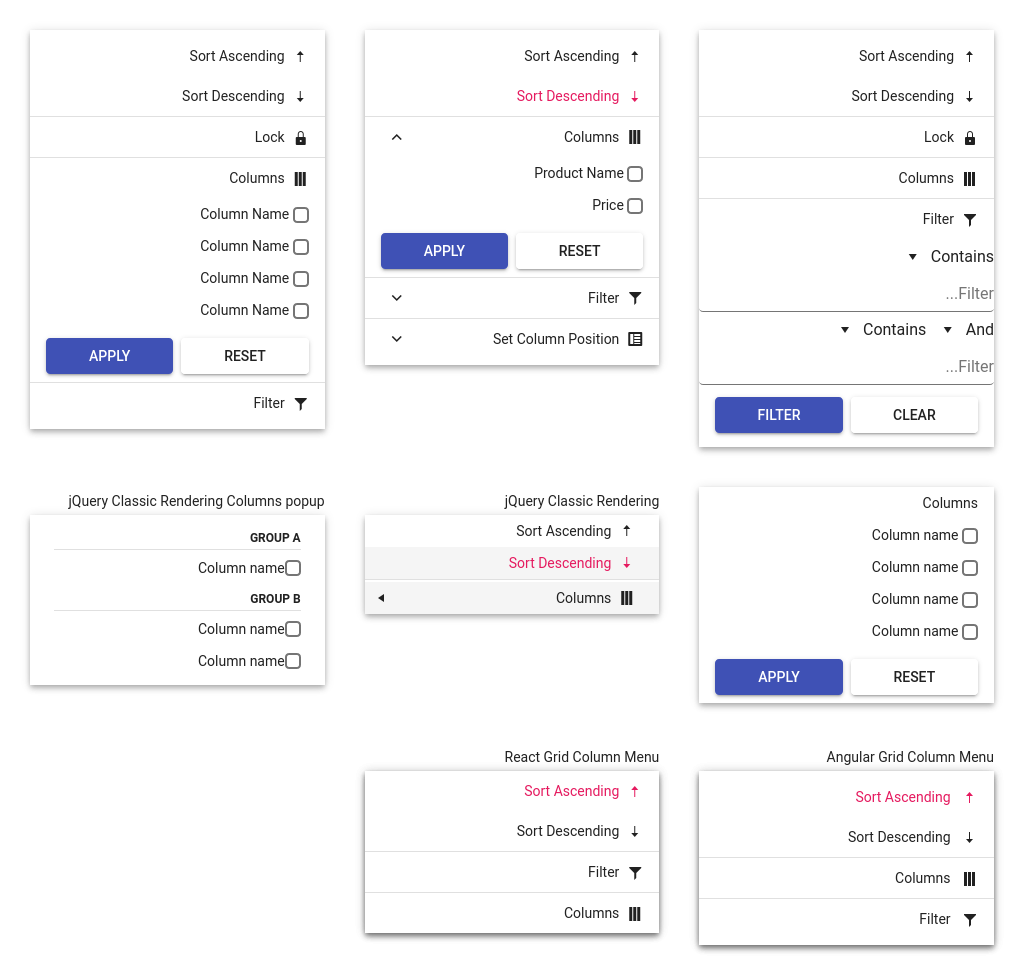 Sort Ascending
Sort Descending
Lock
Columns
Column Name
Column Name
Column Name
Column Name
APPLY RESET
Filter
Sort Ascending
Sort Descending
Columns
Product Name
Price
APPLY RESET
Filter
Set Column Position
Sort Ascending
Sort Descending
Lock
Columns
Filter
Contains
...Filter
Contains And
...Filter
FILTER CLEAR
jQuery Classic Rendering Columns popup
GROUP A
Column name
GROUP B
Column name
Column name
jQuery Classic Rendering
Sort Ascending
Sort Descending
Columns
Columns
Column name
Column name
Column name
Column name
APPLY RESET
React Grid Column Menu
Sort Ascending
Sort Descending
Filter
Columns
Angular Grid Column Menu
Sort Ascending
Sort Descending
Columns
Filter